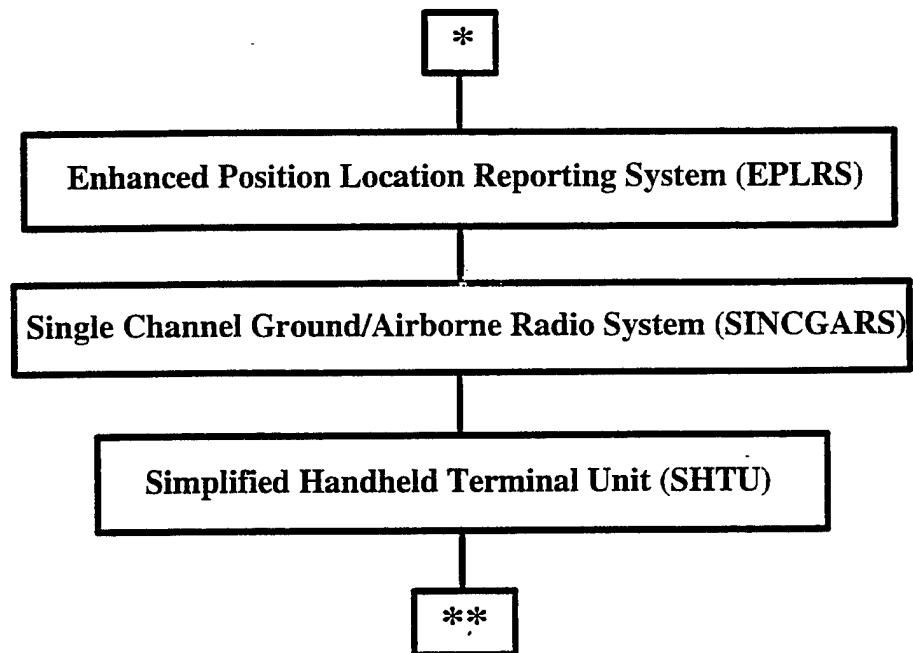 *
Enhanced Position Location Reporting System (EPLRS)
Single Channel Ground/Airborne Radio System (SINCGARS)
Simplified Handheld Terminal Unit (SHTU)
**